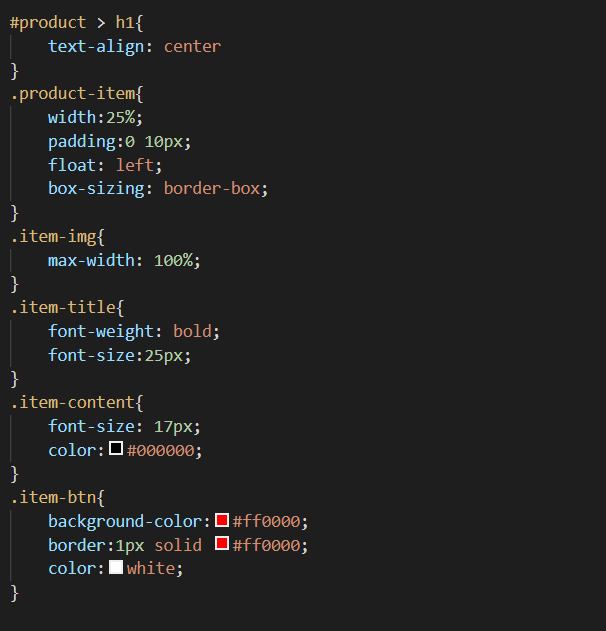 #product > h1{
    text-align: center
}
.product-item{
    width:25%;
    padding:0 10px;
    float: left;
    box-sizing: border-box;
}
.item-img{
    max-width: 100%;
}
.item-title{
    font-weight: bold;
    font-size:25px;
}
.item-content{
    font-size: 17px;
    color:#000000;
}
.item-btn{
    background-color:#ff0000;
    border:1px solid #ff0000;
    color:white;
}